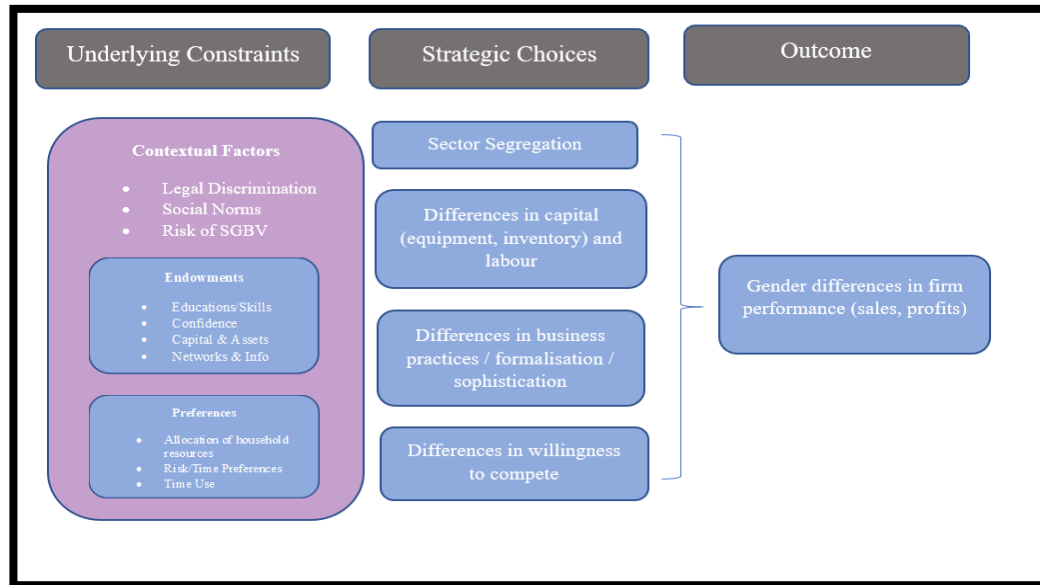 Underlying Constraints
Strategic Choices
Outcome
Contextual Factors
• Legal Discrimination
• Social Norms
• Risk of SGBV
Endowments
• Educations/Skills
• Confidence
• Capital & Assets
• Networks & Info
Preferences
• Allocation of household
resources
• Risk/Time Preferences
• Time Use
Sector Segregation
Differences in capital
(equipment, inventory) and
labour
Differences in business
practices / formalisation /
sophistication
Differences in willingness
to compete
Gender differences in firm
performance (sales, profits)